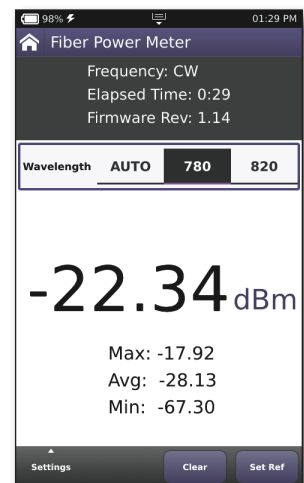 98% 01:29 PM
Fiber Power Meter
Frequency: CW
Elapsed Time: 0:29
Firmware Rev: 1.14
Wavelength AUTO 780 820
-22.34 dBm
Max: -17.92
Avg: -28.13
Min: -67.30
Settings Clear Set Ref